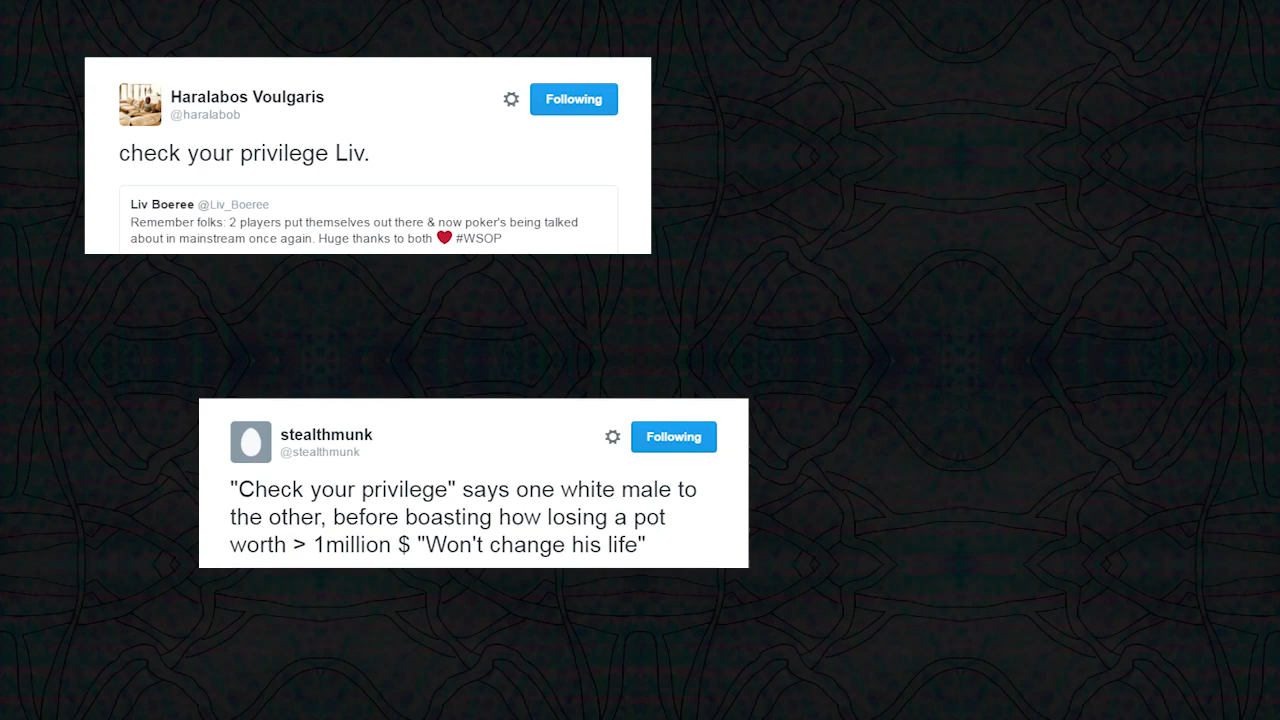 Haralabos Voulgaris
@haralabob
Following
check your privilege Liv.
Liv Boeree @Liv_Boeree
Remember folks: 2 players put themselves out there & now poker's being talked
about in mainstream once again. Huge thanks to both ❤ #WSOP
stealthmunk
@stealthmunk
Following
"Check your privilege" says one white male to
the other, before boasting how losing a pot
worth > 1million $ "Won't change his life"